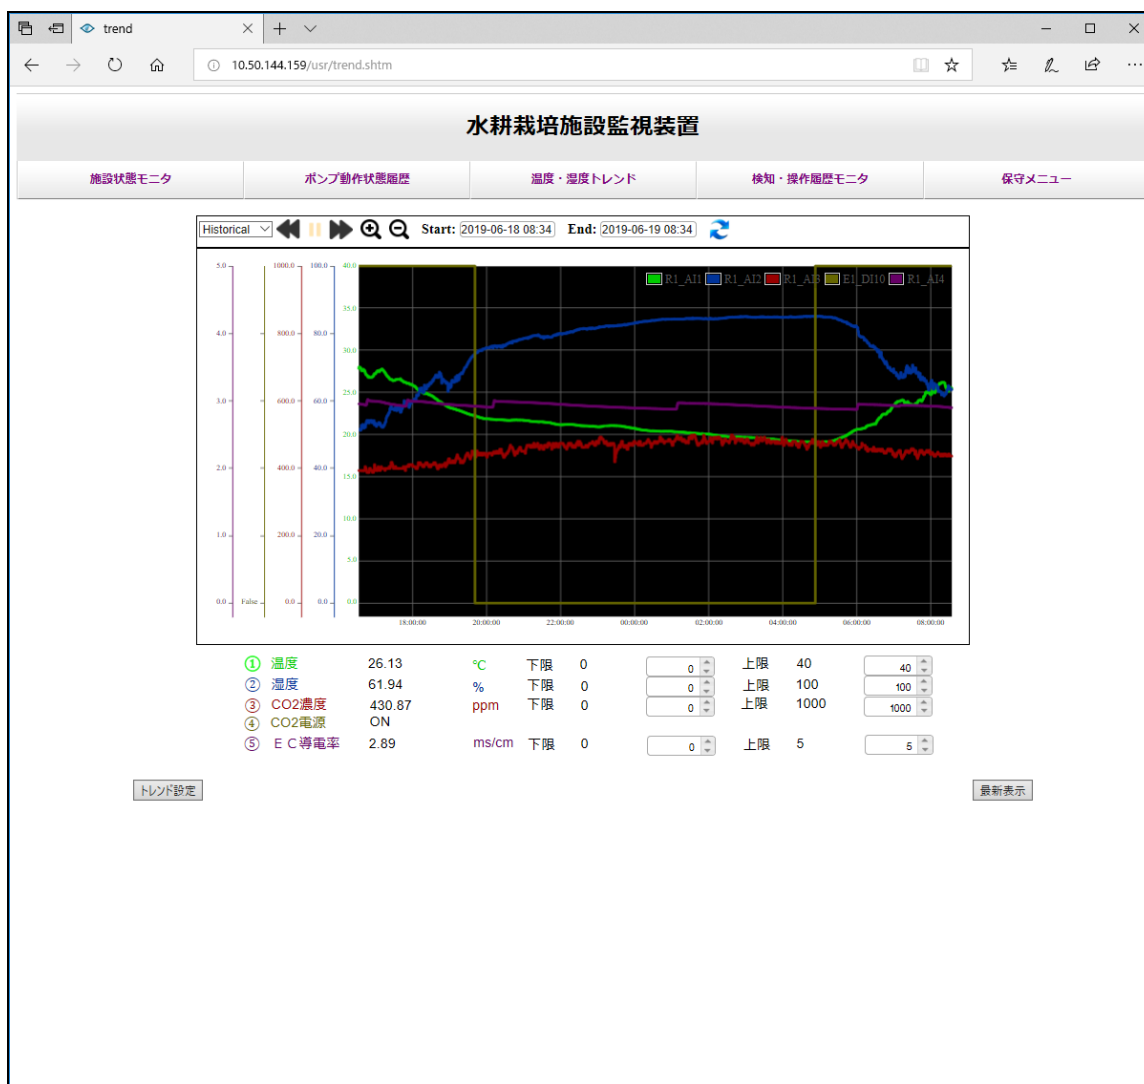 trend
10.50.144.159/usr/trend.shtm
水耕栽培施設監視装置
施設状態モニタ ポンプ動作状態履歴 温度・湿度トレンド 検知・操作履歴モニタ 保守メニュー
Historical Start: 2019-06-18 08:34 End: 2019-06-19 08:34
R1_AI1 R1_AI2 R1_AI3 E1_DI10 R1_AI4
5.0 1000.0 100.0 40.0
35.0
4.0 800.0 80.0
30.0
25.0
3.0 600.0 60.0
20.0
2.0 400.0 40.0
15.0
10.0
1.0 200.0 20.0
5.0
0.0 False 0.0 0.0 0.0
18:00:00 20:00:00 22:00:00 00:00:00 02:00:00 04:00:00 06:00:00 08:00:00
① 温度 26.13 ℃ 下限 0 0 上限 40 40
② 湿度 61.94 % 下限 0 0 上限 100 100
③ CO2濃度 430.87 ppm 下限 0 0 上限 1000 1000
④ CO2電源 ON
⑤ ＥＣ導電率 2.89 ms/cm 下限 0 0 上限 5 5
トレンド設定 最新表示